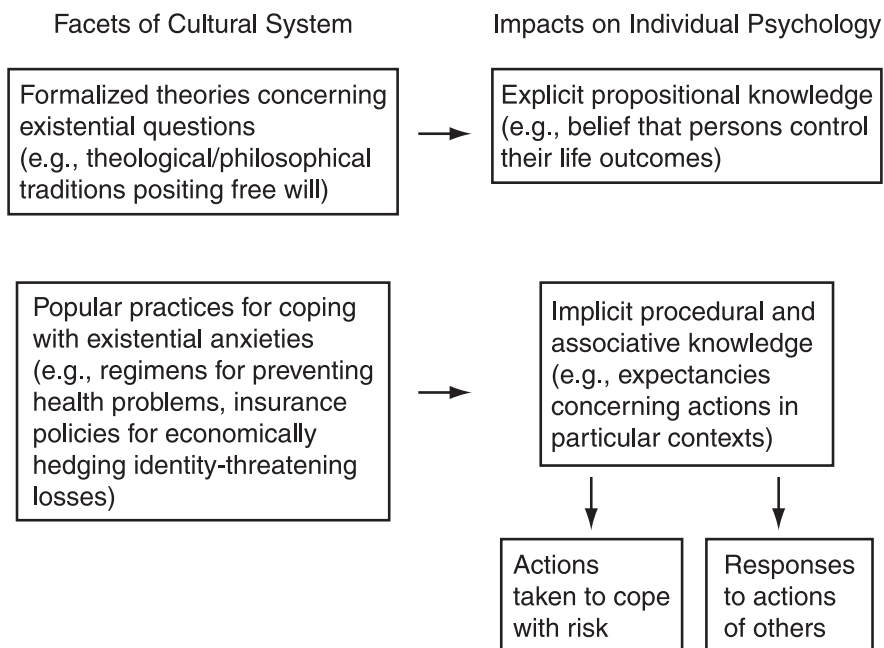 Facets of Cultural System
Impacts on Individual Psychology
Formalized theories concerning
existential questions
(e.g., theological/philosophical
traditions positing free will)
Explicit propositional knowledge
(e.g., belief that persons control
their life outcomes)
Popular practices for coping
with existential anxieties
(e.g., regimens for preventing
health problems, insurance
policies for economically
hedging identity-threatening
losses)
Implicit procedural and
associative knowledge
(e.g., expectancies
concerning actions in
particular contexts)
Actions
taken to cope
with risk
Responses
to actions
of others